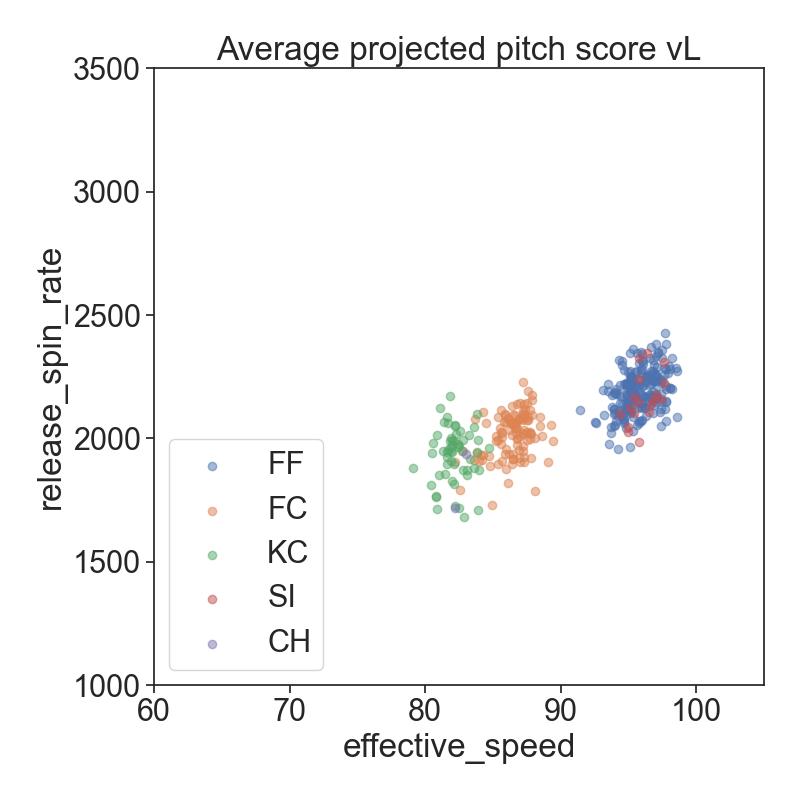 Average projected pitch score vL
3500
3000
2500
2000
1500
1000
release_spin_rate
FF
FC
KC
SI
CH
60 70 80 90 100
effective_speed